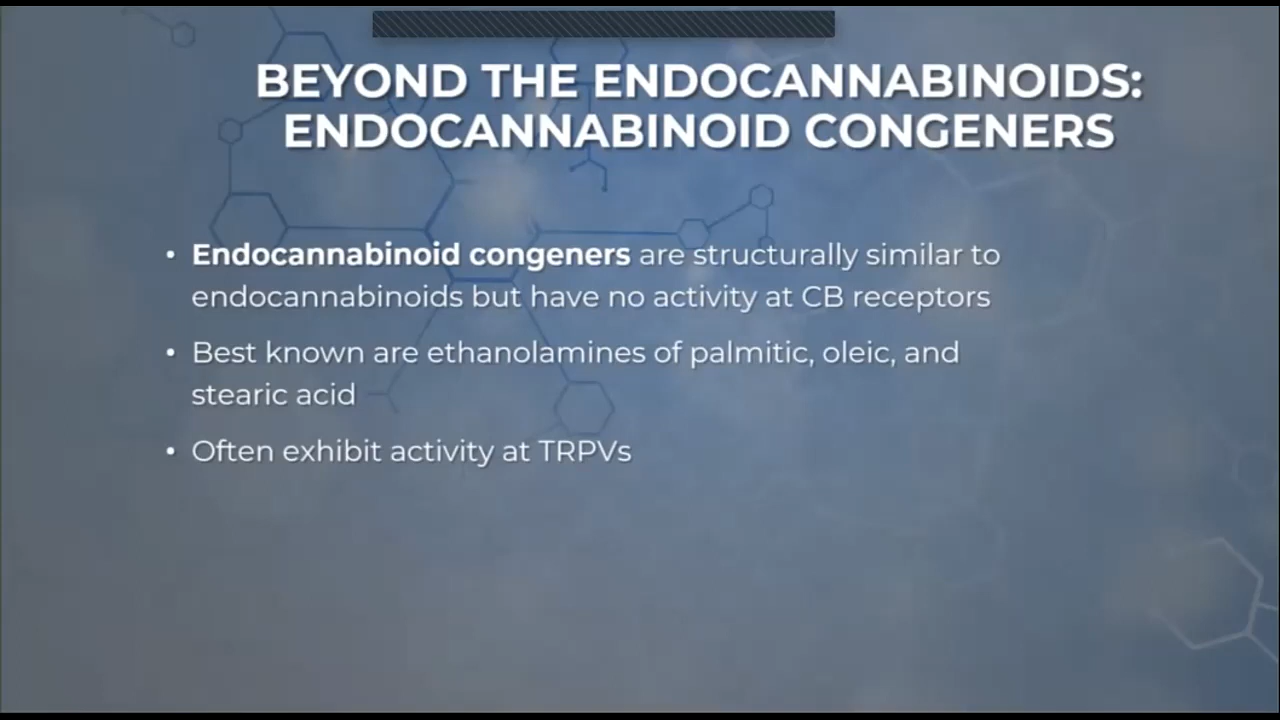 BEYOND THE ENDOCANNABINOIDS:
ENDOCANNABINOID CONGENERS
• Endocannabinoid congeners are structurally similar to
endocannabinoids but have no activity at CB receptors
• Best known are ethanolamines of palmitic, oleic, and
stearic acid
• Often exhibit activity at TRPVs